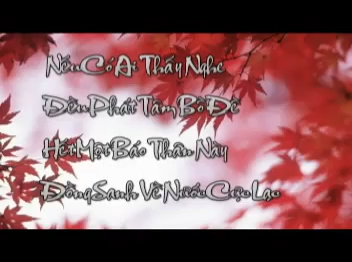 Nếu Có Ai Thấy Nghe
Đều Phát Tâm Bồ Đề
Hết Một Báo Thân Này
Đồng Sanh Về Nước Cực Lạc